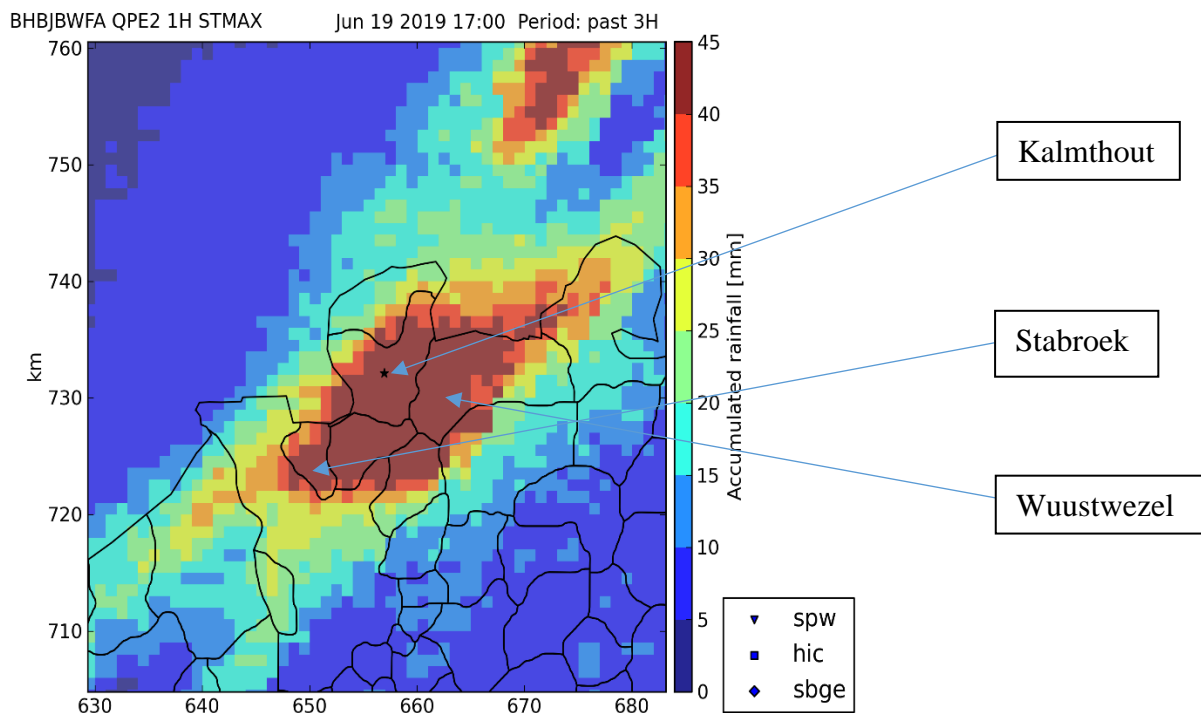 BHBJBWFA QPE2 1H STMAX Jun 19 2019 17:00 Period: past 3H
760
750
740
730
720
710
km
630 640 650 660 670 680
45
40
35
30
25
20
15
10
5
0
Accumulated rainfall [mm]
Kalmthout
Stabroek
Wuustwezel
spw
hic
sbge